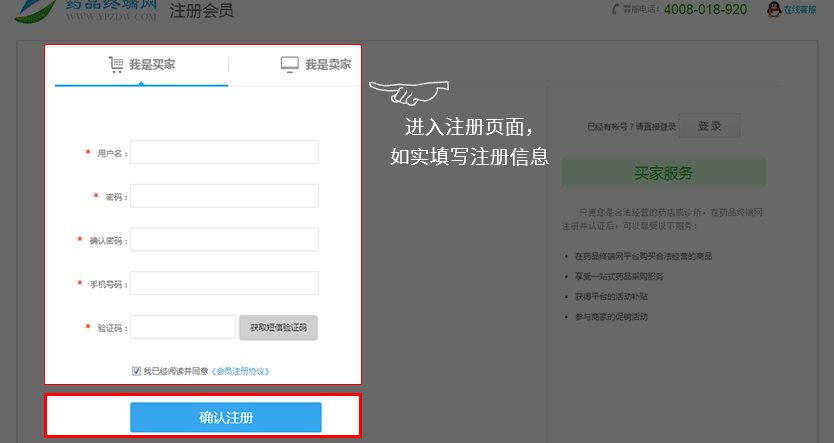 药品终端网
WWW.YPZDW.COM
注册会员
客服电话: 4008-018-920
在线客服
我是买家
我是卖家
进入注册页面，
如实填写注册信息
* 用户名：
* 密码：
* 确认密码：
* 手机号码：
* 验证码：
获取短信验证码
我已经阅读并同意《会员注册协议》
确认注册
已经有帐号？请直接登录
登 录
买家服务
只要您是合法经营的药店或诊所，在药品终端网
注册并认证后，可以享受以下服务：
• 在药品终端网平台购买合法经营的商品
• 享受一站式药品采购服务
• 获得平台的活动补贴
• 参与商家的促销活动